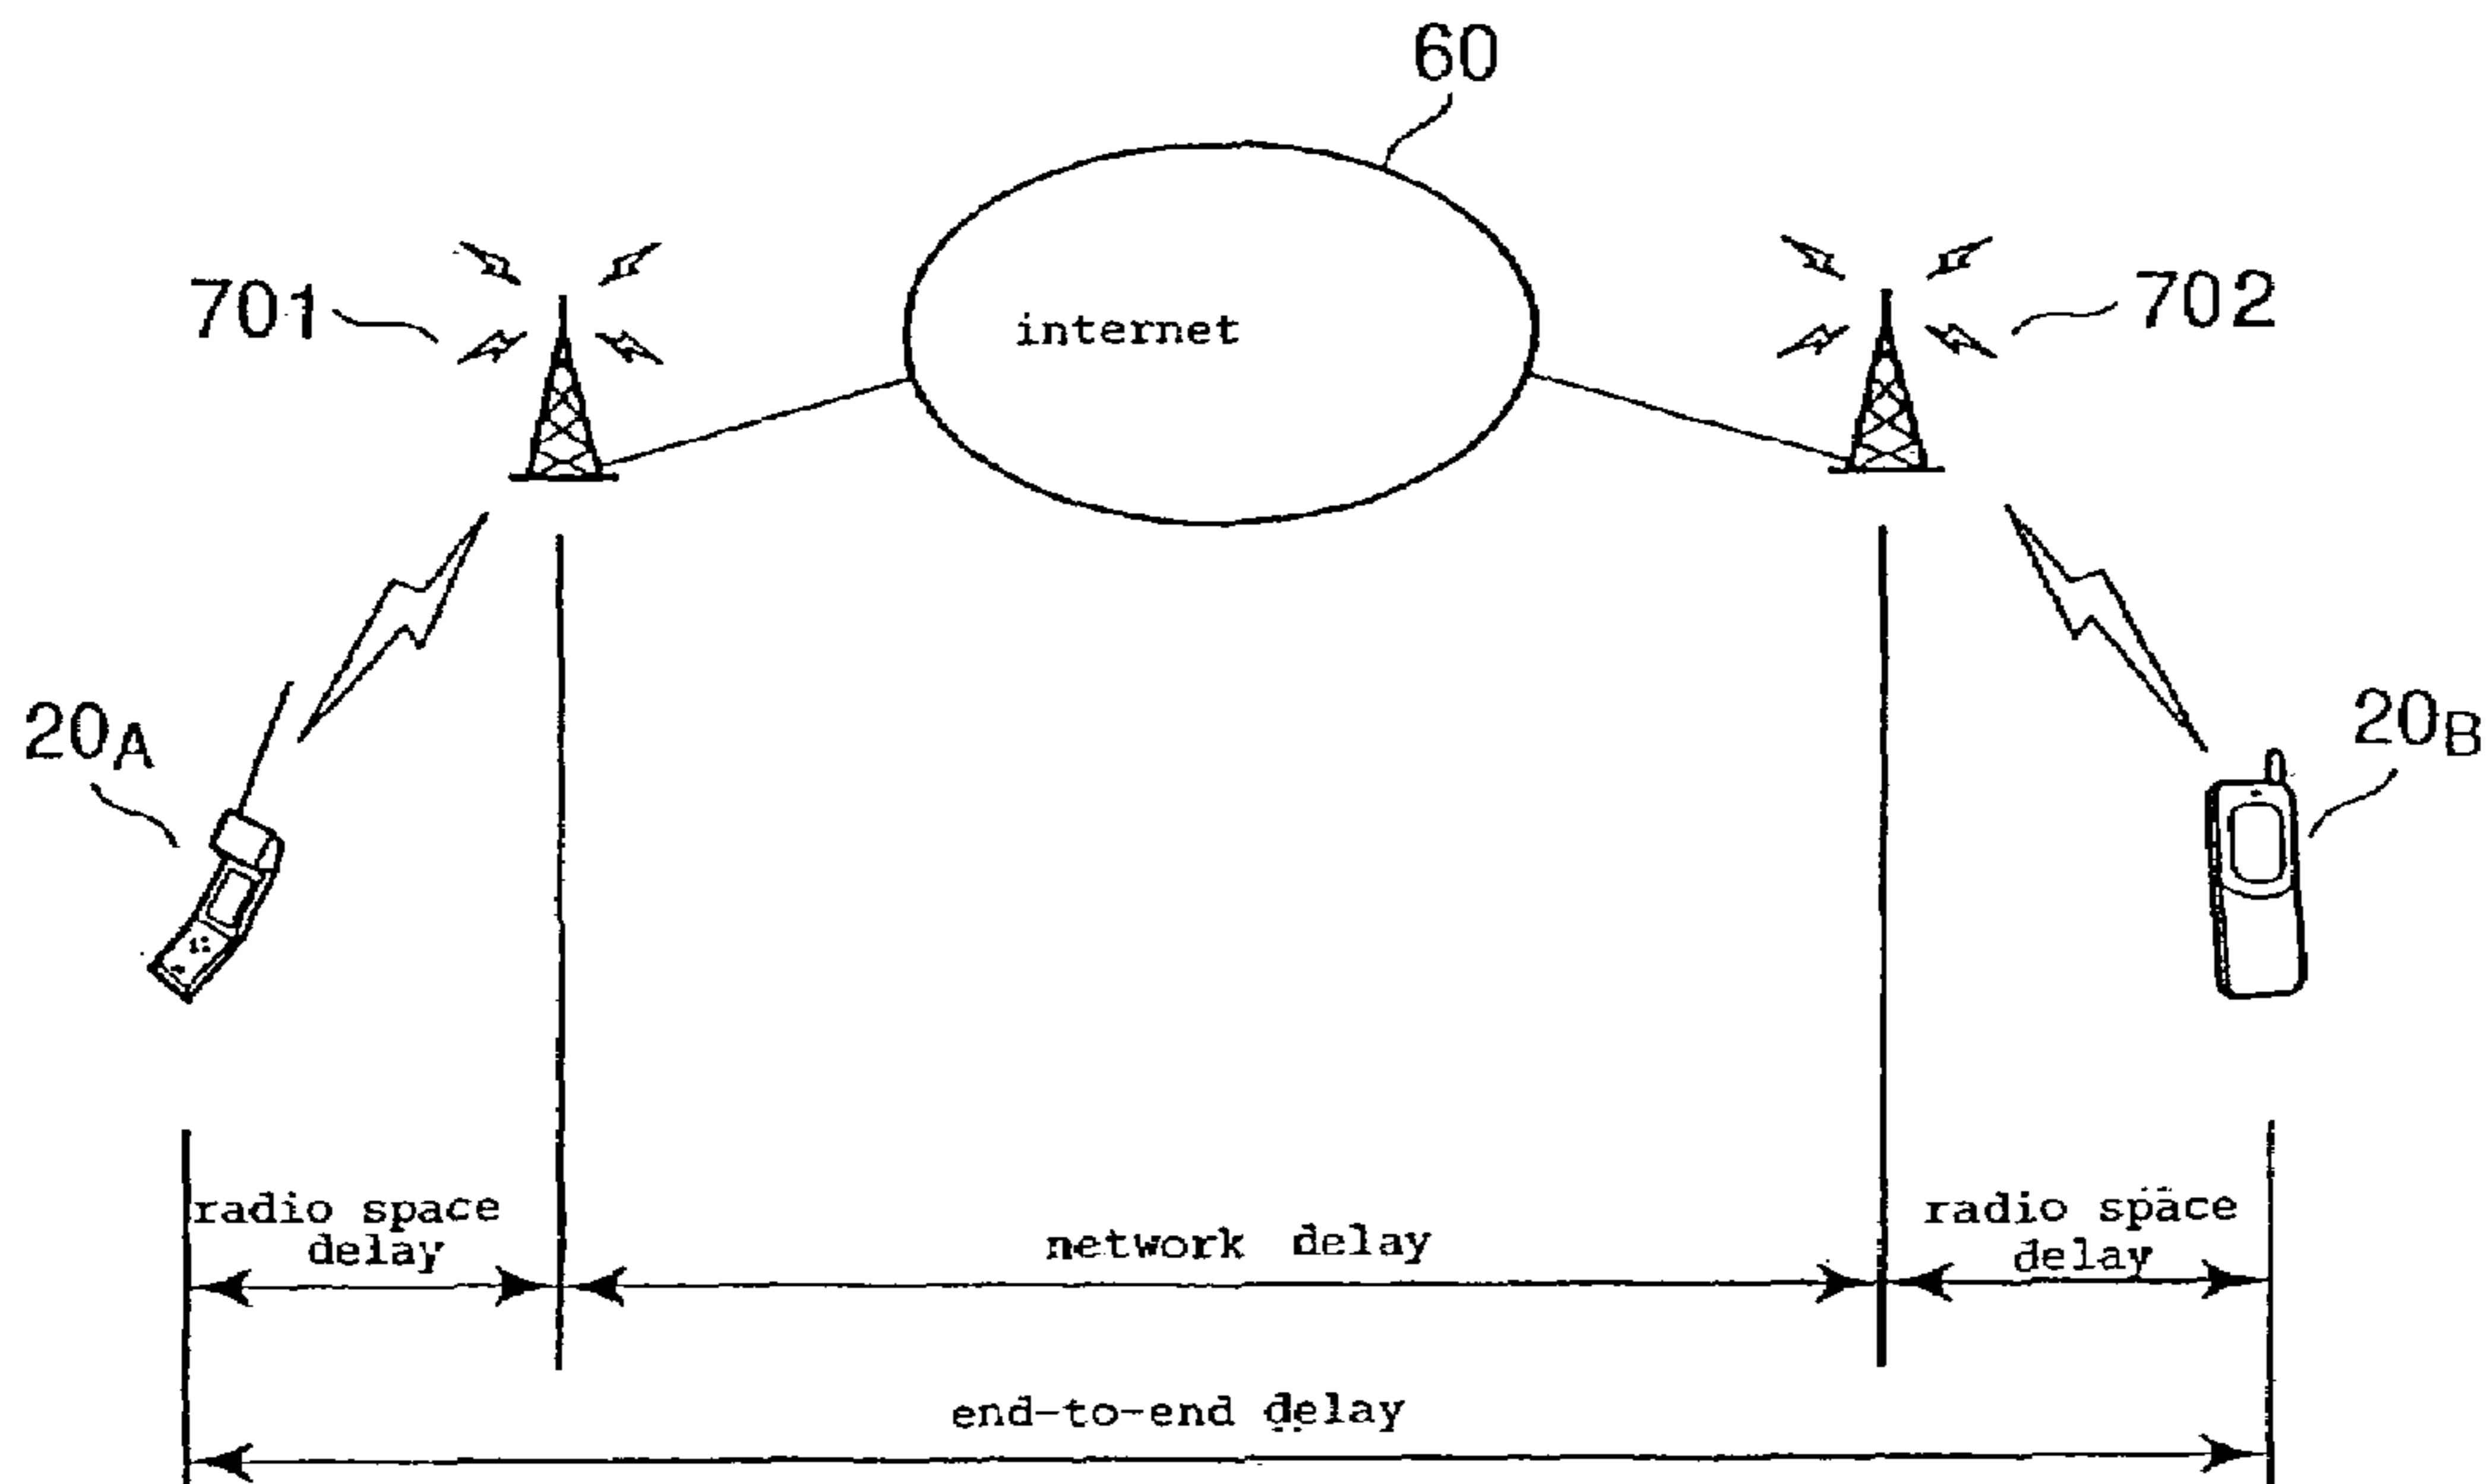 60
701
internet
702
20A
20B
radio space
delay
network delay
radio space
delay
end-to-end delay